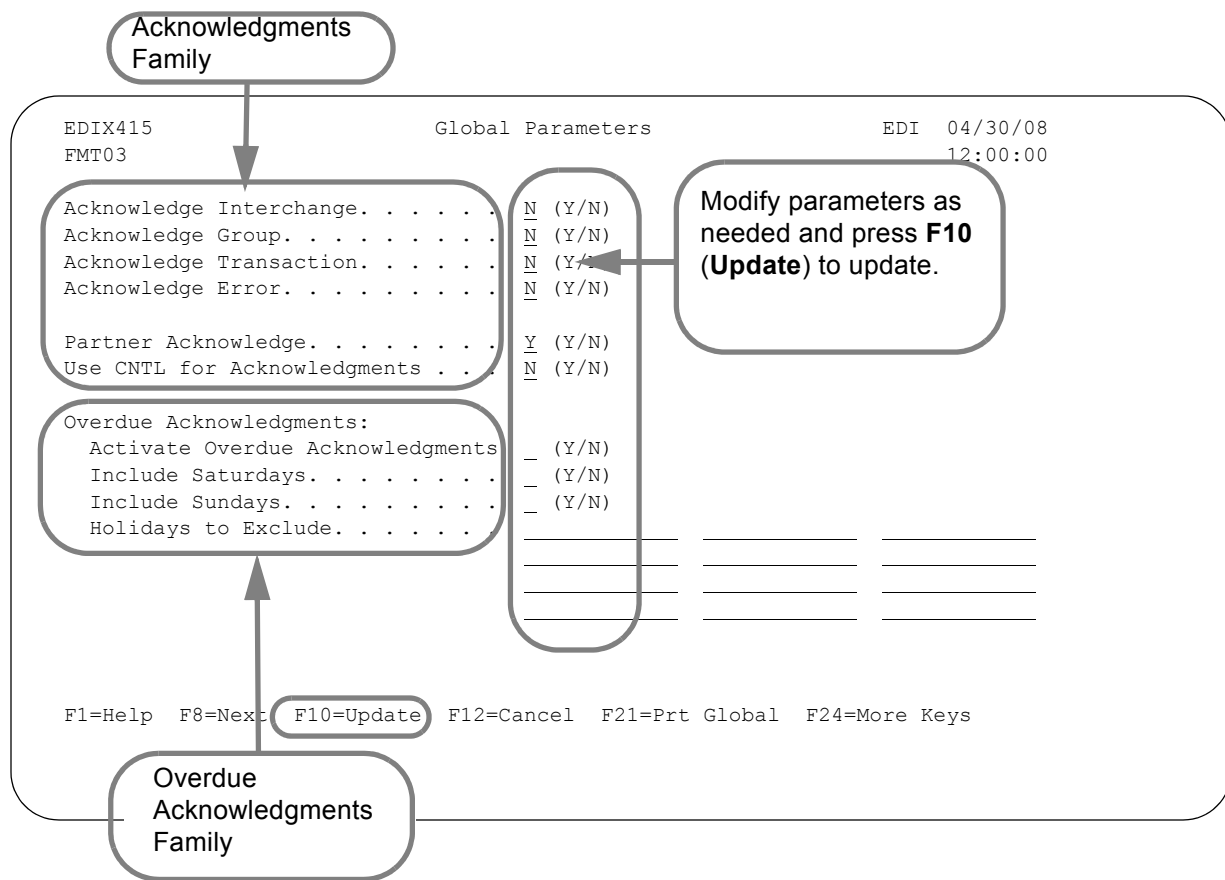 Acknowledgments
Family
EDIX415 Global Parameters EDI 04/30/08
FMT03 12:00:00
Acknowledge Interchange. . . . . . . N (Y/N)
Acknowledge Group. . . . . . . . . . N (Y/N)
Acknowledge Transaction. . . . . . . N (Y/N)
Acknowledge Error. . . . . . . . . . N (Y/N)
Partner Acknowledge. . . . . . . . . Y (Y/N)
Use CNTL for Acknowledgments . . . N (Y/N)
Modify parameters as
needed and press F10
(Update) to update.
Overdue Acknowledgments:
Activate Overdue Acknowledgments _ (Y/N)
Include Saturdays. . . . . . . . _ (Y/N)
Include Sundays. . . . . . . . . _ (Y/N)
Holidays to Exclude. . . . . . .
F1=Help F8=Next F10=Update F12=Cancel F21=Prt Global F24=More Keys
Overdue
Acknowledgments
Family